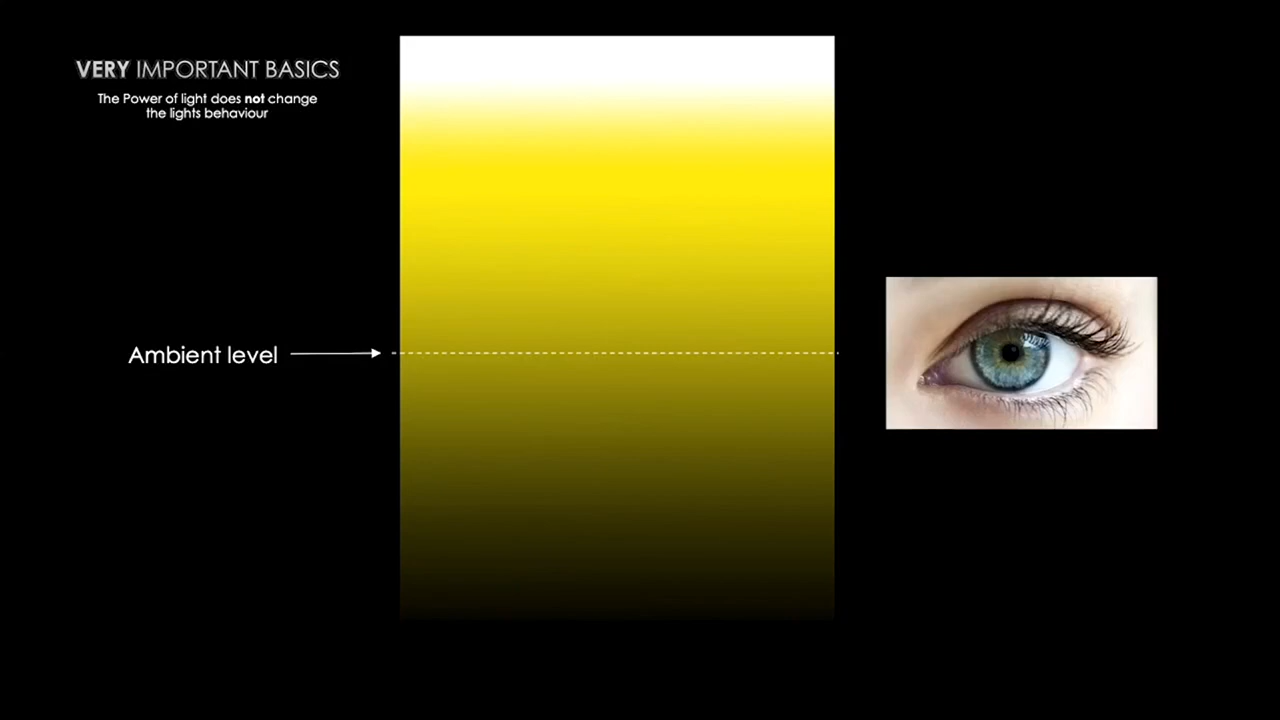 VERY IMPORTANT BASICS
The Power of light does not change
the lights behaviour
Ambient level